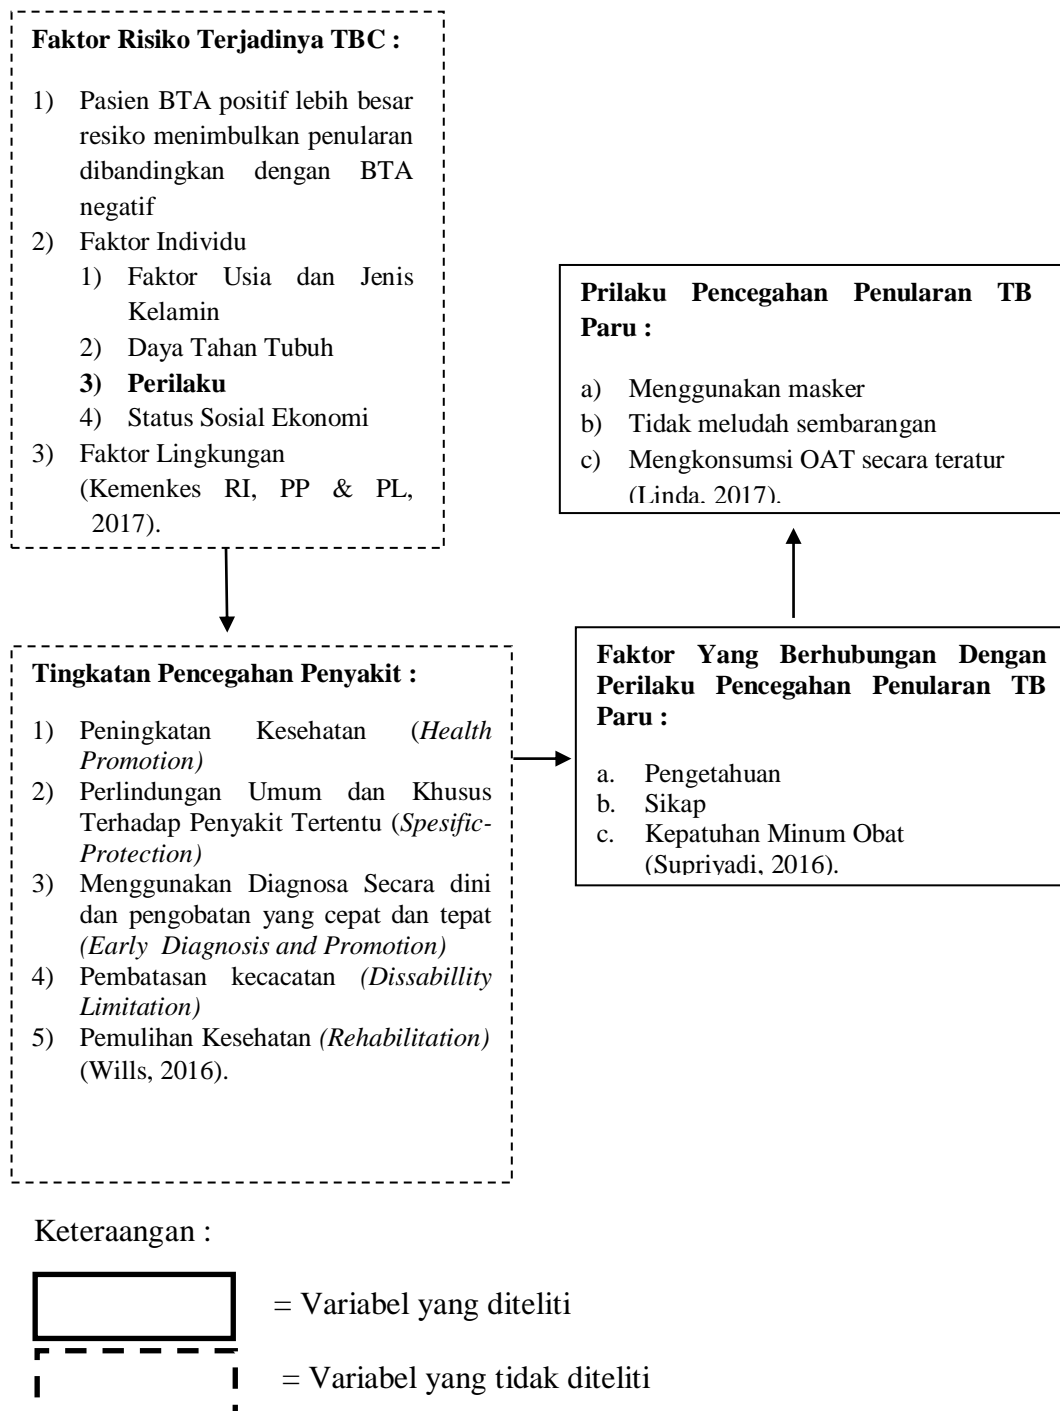 Faktor Risiko Terjadinya TBC :
1) Pasien BTA positif lebih besar
resiko menimbulkan penularan
dibandingkan dengan BTA
negatif
2) Faktor Individu
1) Faktor Usia dan Jenis
Kelamin
2) Daya Tahan Tubuh
3) Perilaku
4) Status Sosial Ekonomi
3) Faktor Lingkungan
(Kemenkes RI, PP & PL,
2017).
Tingkatan Pencegahan Penyakit :
1) Peningkatan Kesehatan (Health
Promotion)
2) Perlindungan Umum dan Khusus
Terhadap Penyakit Tertentu (Spesific-
Protection)
3) Menggunakan Diagnosa Secara dini
dan pengobatan yang cepat dan tepat
(Early Diagnosis and Promotion)
4) Pembatasan kecacatan (Dissabillity
Limitation)
5) Pemulihan Kesehatan (Rehabilitation)
(Wills, 2016).
Faktor Yang Berhubungan Dengan
Perilaku Pencegahan Penularan TB
Paru :
a. Pengetahuan
b. Sikap
c. Kepatuhan Minum Obat
(Supriyadi, 2016).
Prilaku Pencegahan Penularan TB
Paru :
a) Menggunakan masker
b) Tidak meludah sembarangan
c) Mengkonsumsi OAT secara teratur
(Linda, 2017).
Keteraangan :
= Variabel yang diteliti
= Variabel yang tidak diteliti